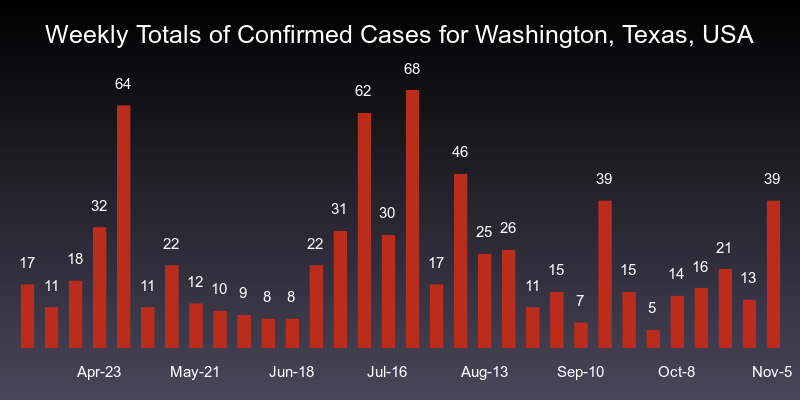 Weekly Totals of Confirmed Cases for Washington, Texas, USA
17 11 18 32 64 11 22 12 10 9 8 8 22 31 62 30 68 17 46 25 26 11 15 7 39 15 5 14 16 21 13 39
Apr-23 May-21 Jun-18 Jul-16 Aug-13 Sep-10 Oct-8 Nov-5